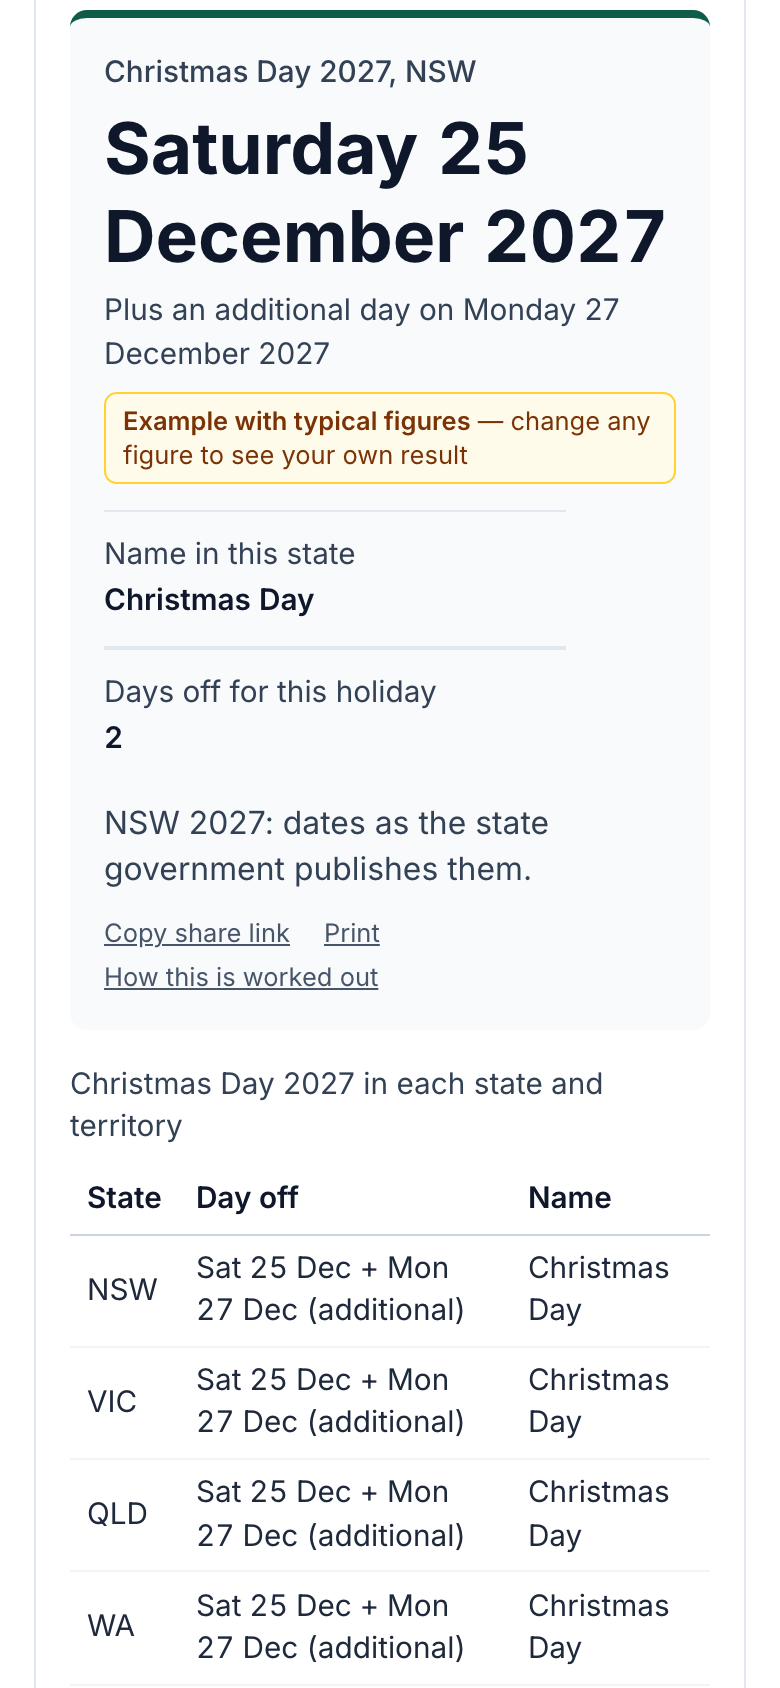 Christmas Day 2027, NSW
Saturday 25
December 2027
Plus an additional day on Monday 27
December 2027
Example with typical figures — change any
figure to see your own result
Name in this state
Christmas Day
Days off for this holiday
2
NSW 2027: dates as the state
government publishes them.
Copy share link Print
How this is worked out
Christmas Day 2027 in each state and
territory
State Day off Name
NSW Sat 25 Dec + Mon Christmas
27 Dec (additional) Day
VIC Sat 25 Dec + Mon Christmas
27 Dec (additional) Day
QLD Sat 25 Dec + Mon Christmas
27 Dec (additional) Day
WA Sat 25 Dec + Mon Christmas
27 Dec (additional) Day